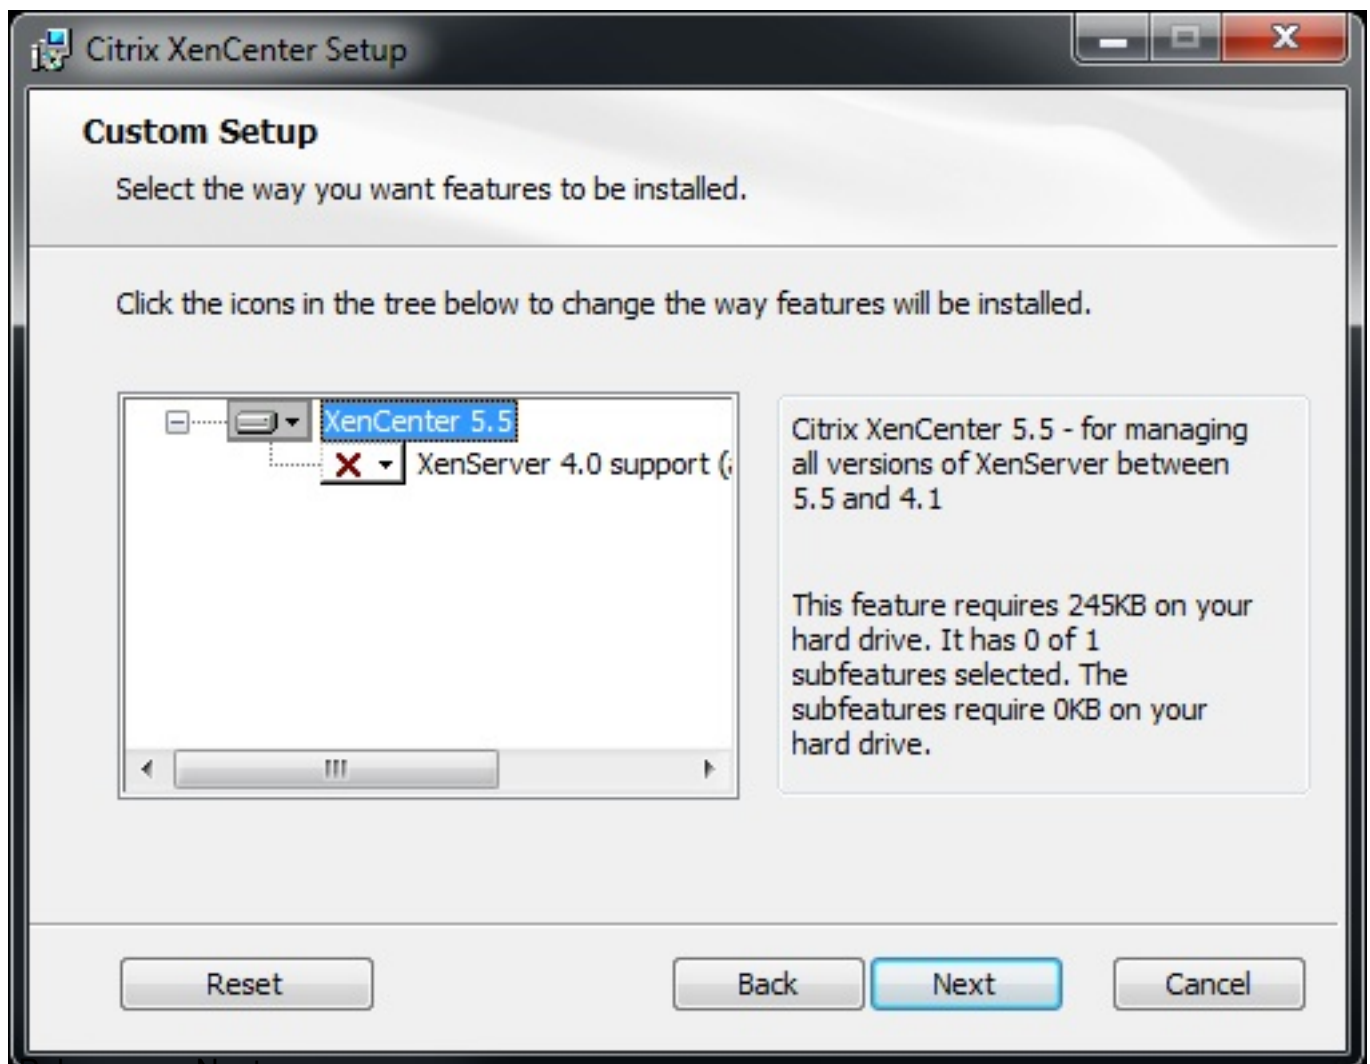 Citrix XenCenter Setup
Custom Setup
Select the way you want features to be installed.
Click the icons in the tree below to change the way features will be installed.
XenCenter 5.5
XenServer 4.0 support (
Citrix XenCenter 5.5 - for managing
all versions of XenServer between
5.5 and 4.1
This feature requires 245KB on your
hard drive. It has 0 of 1
subfeatures selected. The
subfeatures require 0KB on your
hard drive.
Reset
Back
Next
Cancel